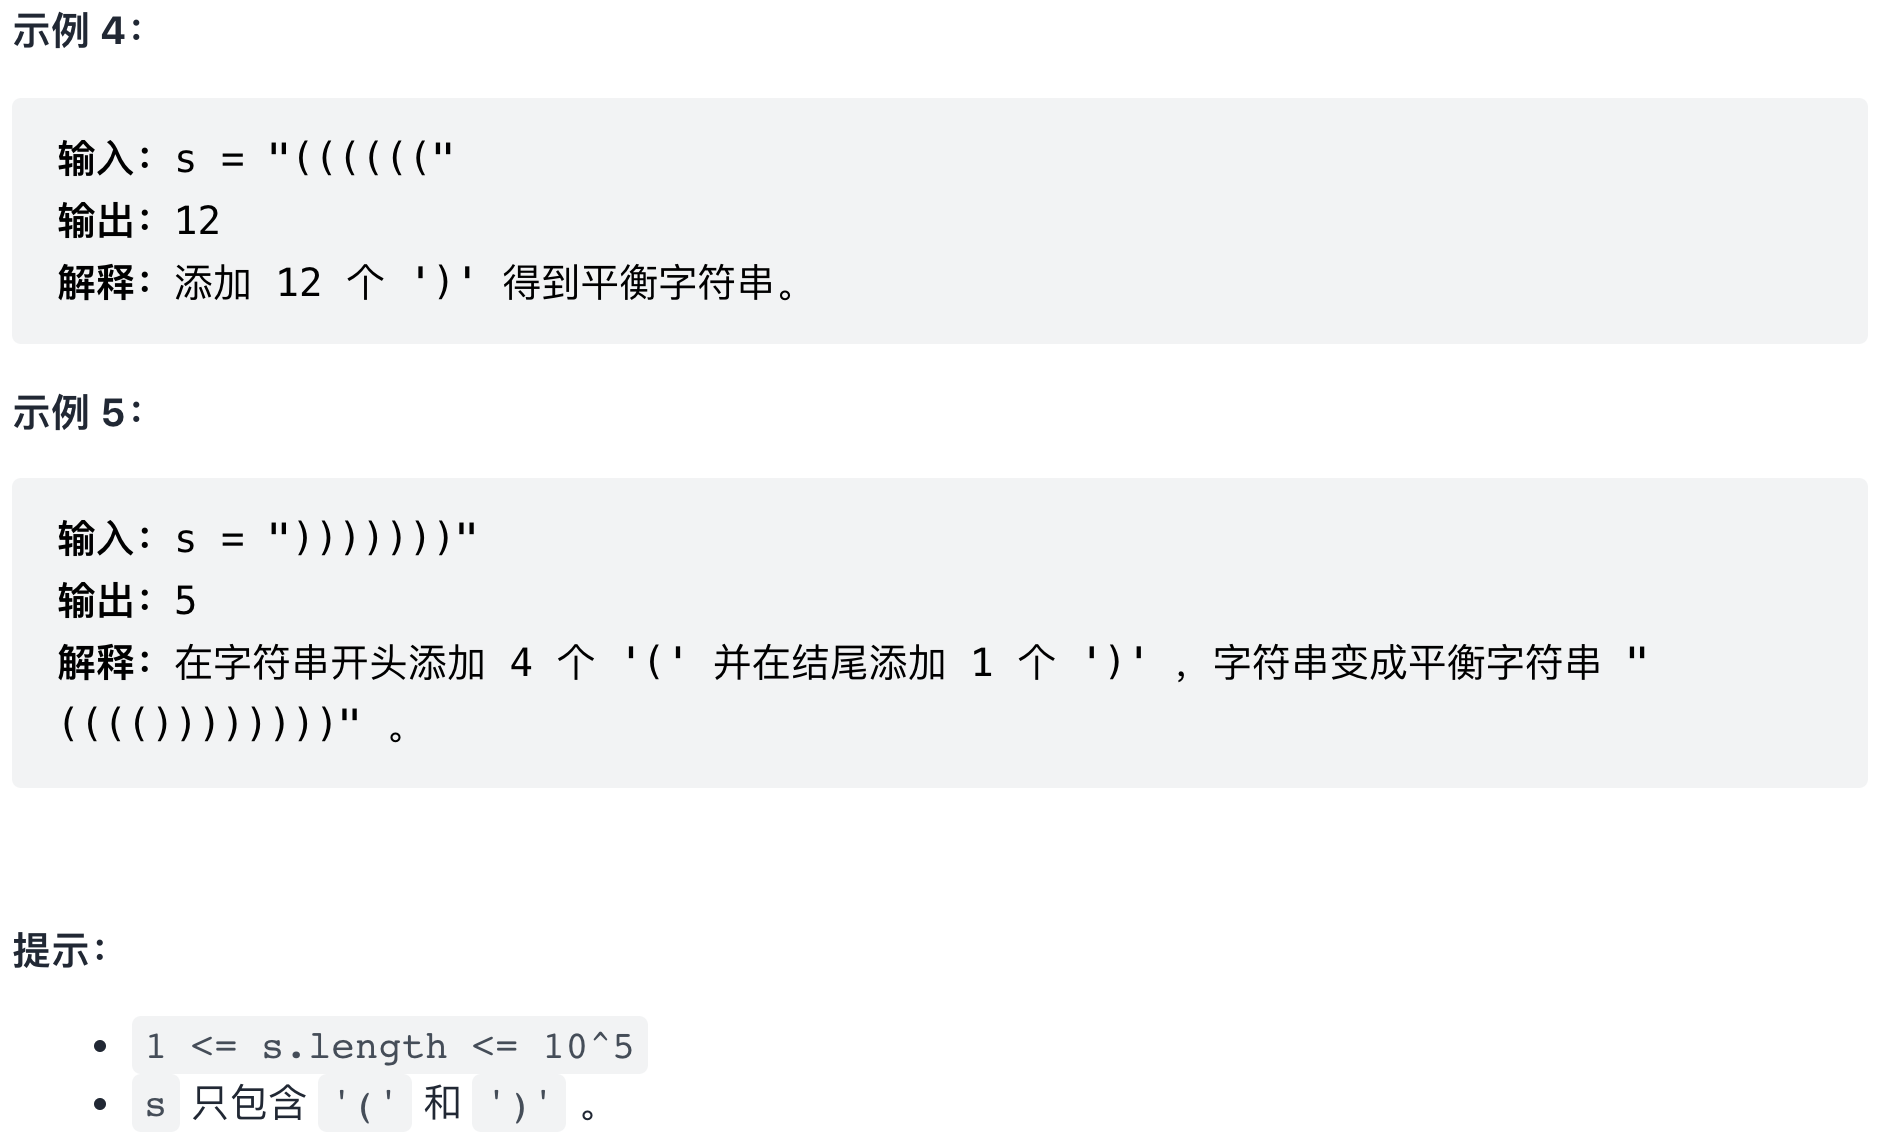 示例 4：
输入：s = "(((((("
输出：12
解释：添加 12 个 ')' 得到平衡字符串。
示例 5：
输入：s = ")))))))"
输出：5
解释：在字符串开头添加 4 个 '(' 并在结尾添加 1 个 ')' ，字符串变成平衡字符串 "
(((())))))))" 。
提示：
• 1 <= s.length <= 10^5
• s 只包含 '(' 和 ')' 。